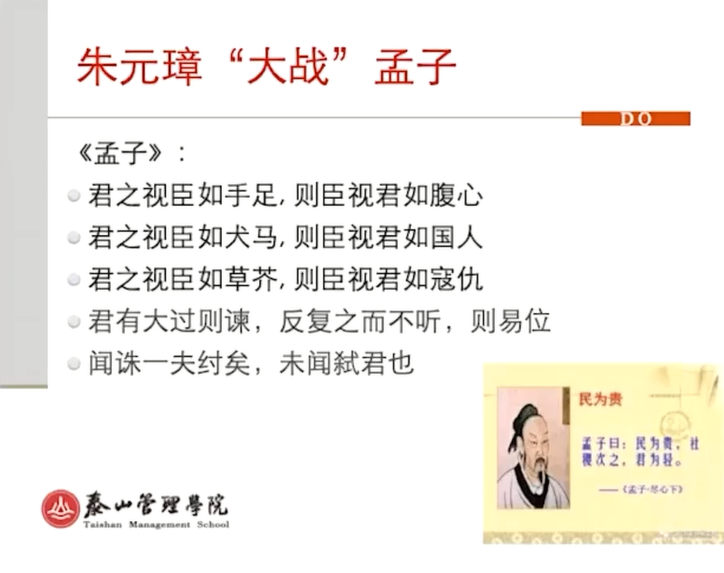 朱元璋“大战”孟子
DO
《孟子》:
君之视臣如手足, 则臣视君如腹心
君之视臣如犬马, 则臣视君如国人
君之视臣如草芥, 则臣视君如寇仇
君有大过则谏，反复之而不听，则易位
闻诛一夫纣矣，未闻弑君也
民为贵
孟子曰：民为贵，社
稷次之，君为轻。
——《孟子·尽心下》
泰山管理學院
Taishan Management School